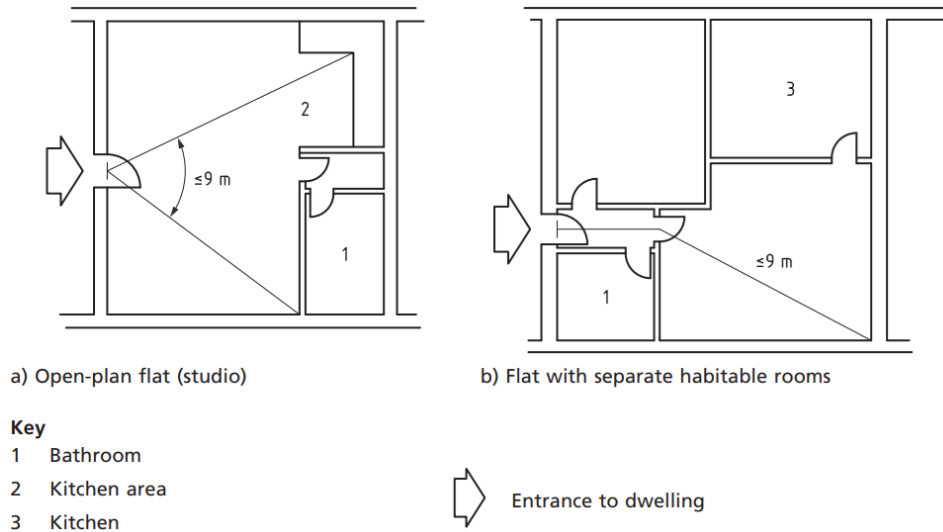 2
≤9 m
1
3
≤9 m
1
a) Open-plan flat (studio)
b) Flat with separate habitable rooms
Key
1 Bathroom
2 Kitchen area
3 Kitchen
Entrance to dwelling